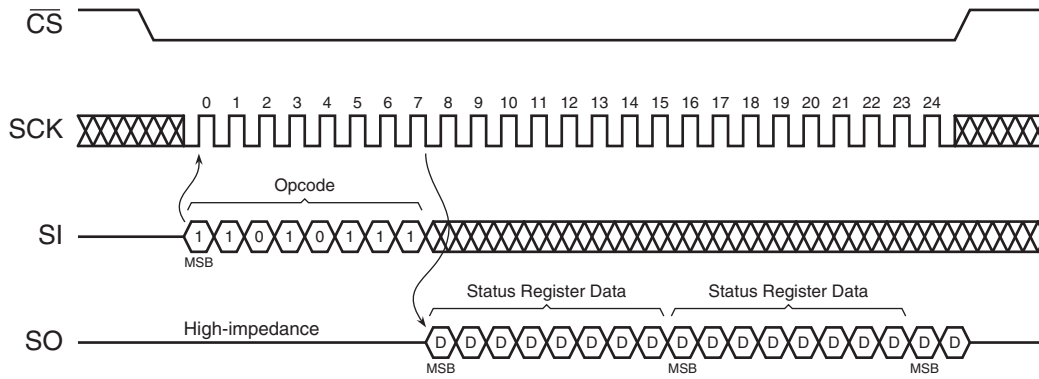 CS
0 1 2 3 4 5 6 7 8 9 10 11 12 13 14 15 16 17 18 19 20 21 22 23 24
SCK
Opcode
SI 1 1 0 1 0 1 1 1
MSB
Status Register Data Status Register Data
High-impedance
SO D D D D D D D D D D D D D D D D D D
MSB MSB MSB